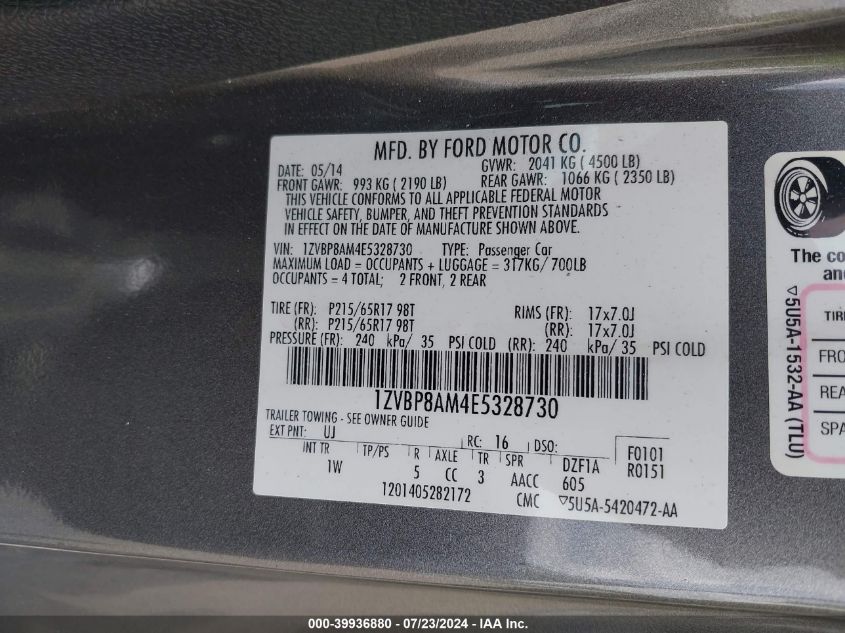 MFD. BY FORD MOTOR CO.
DATE: 05/14 GVWR: 2041 KG ( 4500 LB)
FRONT GAWR: 993 KG ( 2190 LB) REAR GAWR: 1066 KG ( 2350 LB)
THIS VEHICLE CONFORMS TO ALL APPLICABLE FEDERAL MOTOR
VEHICLE SAFETY, BUMPER, AND THEFT PREVENTION STANDARDS
IN EFFECT ON THE DATE OF MANUFACTURE SHOWN ABOVE.
VIN: 1ZVBP8AM4E5328730 TYPE: Passenger Car
MAXIMUM LOAD = OCCUPANTS + LUGGAGE = 317KG/ 700LB
OCCUPANTS = 4 TOTAL; 2 FRONT, 2 REAR
TIRE (FR): P215/65R17 98T RIMS (FR): 17x7.0J
(RR): P215/65R17 98T (RR): 17x7.0J
PRESSURE (FR): 240 kPa/ 35 PSI COLD (RR): 240 kPa/ 35 PSI COLD
1ZVBP8AM4E5328730
TRAILER TOWING - SEE OWNER GUIDE
EXT PNT: UJ RC: 16 DSO: F0101
INT TR TP/PS R AXLE TR SPR DZF1A R0151
1W 5 CC 3 AACC 605
1201405282172 CMC ▽5U5A-5420472-AA
The co
an
▽5U5A-1532-AA (TLU)
TIR
FRO
REA
SPA
000-39936880 / 07/23/2024 - IAA Inc.